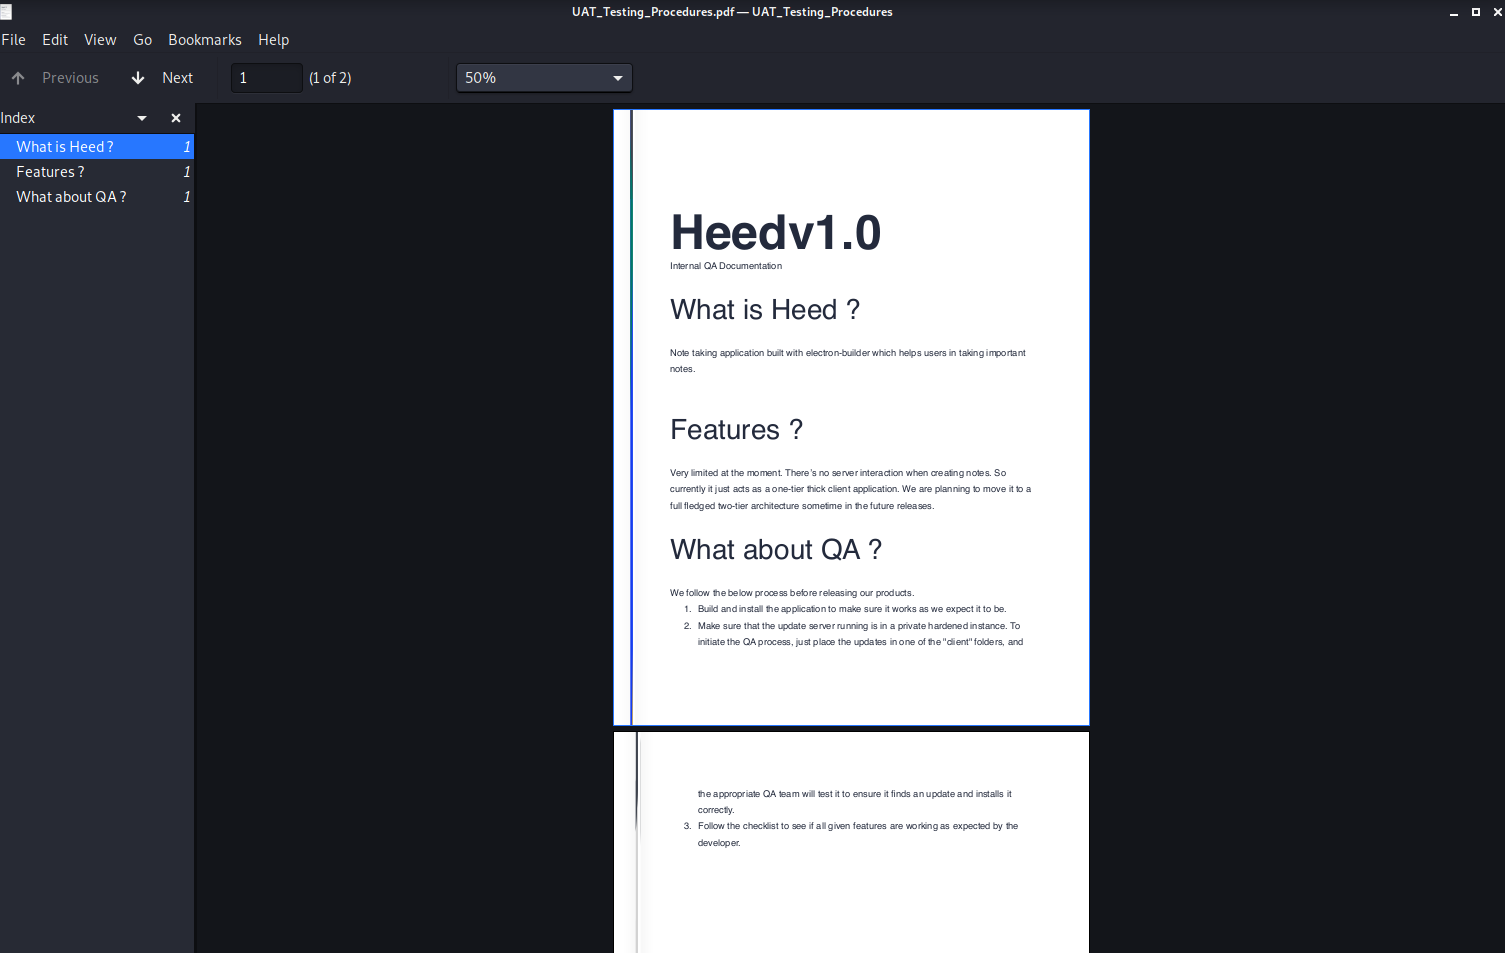 UAT_Testing_Procedures.pdf — UAT_Testing_Procedures
File Edit View Go Bookmarks Help
Previous Next 1 (1 of 2) 50%
Index
What is Heed ? 1
Features ? 1
What about QA ? 1
Heedv1.0
Internal QA Documentation
What is Heed ?
Note taking application built with electron-builder which helps users in taking important
notes.
Features ?
Very limited at the moment. There's no server interaction when creating notes. So
currently it just acts as a one-tier thick client application. We are planning to move it to a
full fledged two-tier architecture sometime in the future releases.
What about QA ?
We follow the below process before releasing our products.
1. Build and install the application to make sure it works as we expect it to be.
2. Make sure that the update server running is in a private hardened instance. To
initiate the QA process, just place the updates in one of the "client" folders, and
the appropriate QA team will test it to ensure it finds an update and installs it
correctly.
3. Follow the checklist to see if all given features are working as expected by the
developer.